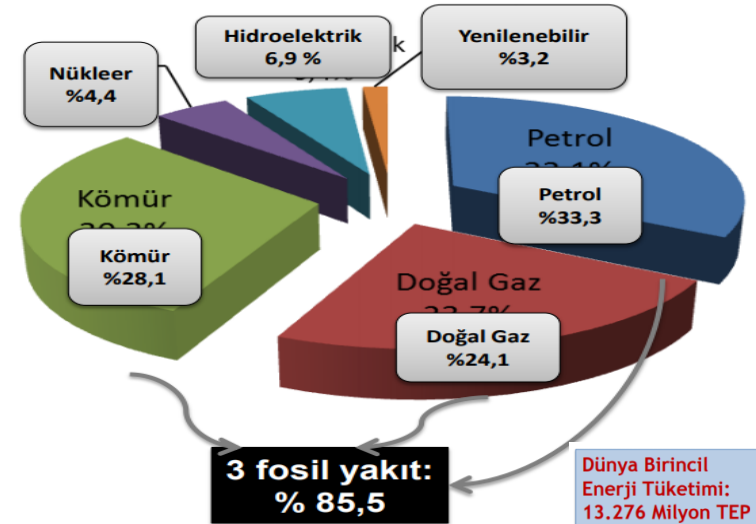 Hidroelektrik
6,9 %
k
Yenilenebilir
%3,2
Nükleer
%4,4
Petrol
Petrol
%33,3
Kömür
Kömür
%28,1
Doğal Gaz
Doğal Gaz
%24,1
3 fosil yakıt:
% 85,5
Dünya Birincil
Enerji Tüketimi:
13.276 Milyon TEP